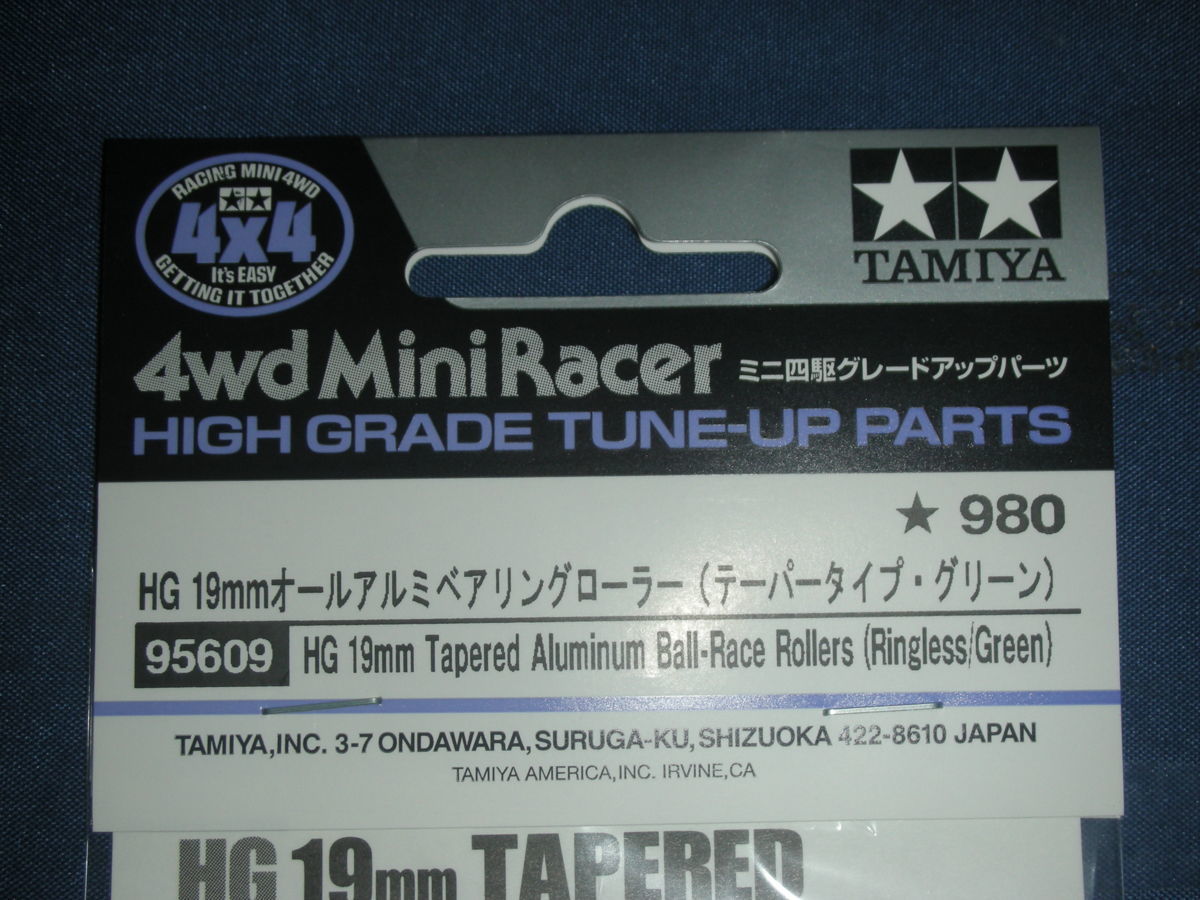 RACING MINI 4WD
4x4
It's EASY
GETTING IT TOGETHER
TAMIYA
4wd Mini Racer ミニ四駆グレードアップパーツ
HIGH GRADE TUNE-UP PARTS
★ 980
HG 19mmオールアルミベアリングローラー（テーパータイプ・グリーン）
95609 HG 19mm Tapered Aluminum Ball-Race Rollers (Ringless/Green)
TAMIYA,INC. 3-7 ONDAWARA, SURUGA-KU, SHIZUOKA 422-8610 JAPAN
TAMIYA AMERICA,INC. IRVINE,CA
HG 19mm TAPERED